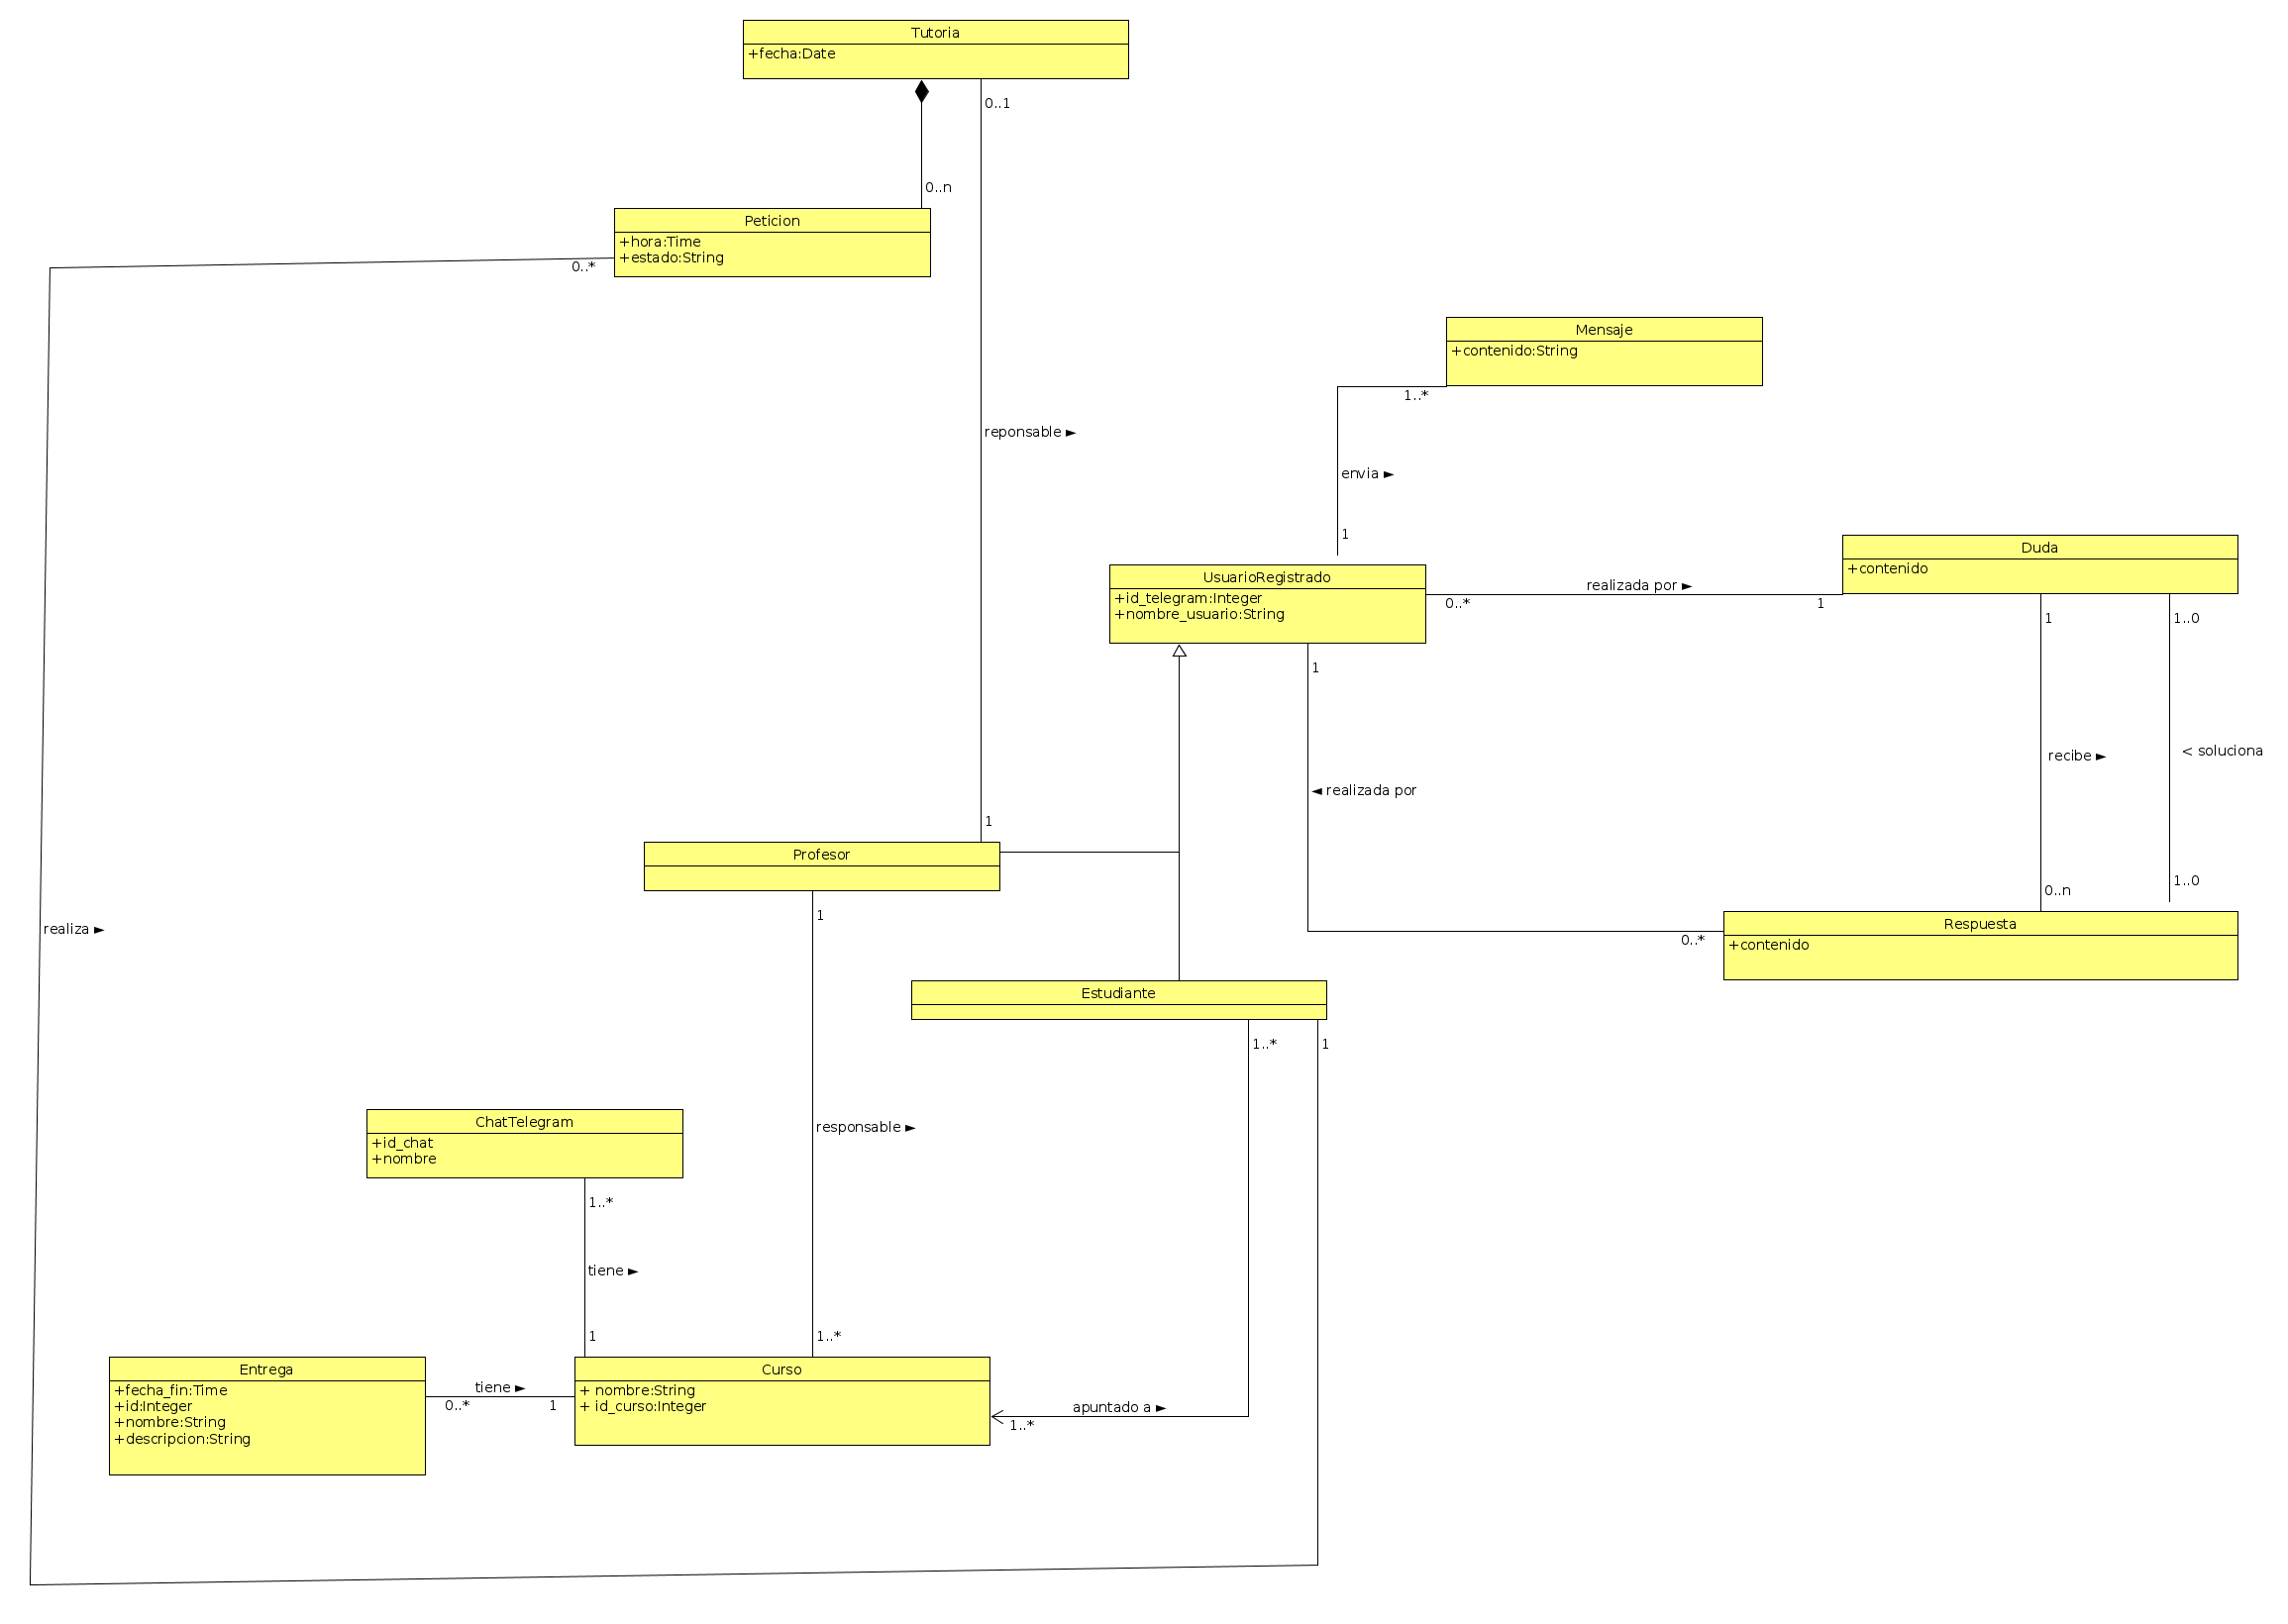 Tutoria
+fecha:Date
0..1
0..n
Peticion
+hora:Time
+estado:String
0..*
Mensaje
+contenido:String
1..*
reponsable ►
envia ►
1
Duda
+contenido
UsuarioRegistrado
+id_telegram:Integer
+nombre_usuario:String
realizada por ►
0..*
1
1
1..0
1
recibe ►
< soluciona
◄ realizada por
1
Profesor
1..0
0..n
1
realiza ►
Respuesta
+contenido
0..*
Estudiante
1..*
1
ChatTelegram
+id_chat
+nombre
responsable ►
1..*
tiene ►
1
1..*
Entrega
+fecha_fin:Time
+id:Integer
+nombre:String
+descripcion:String
tiene ►
0..*
1
Curso
+ nombre:String
+ id_curso:Integer
apuntado a ►
1..*